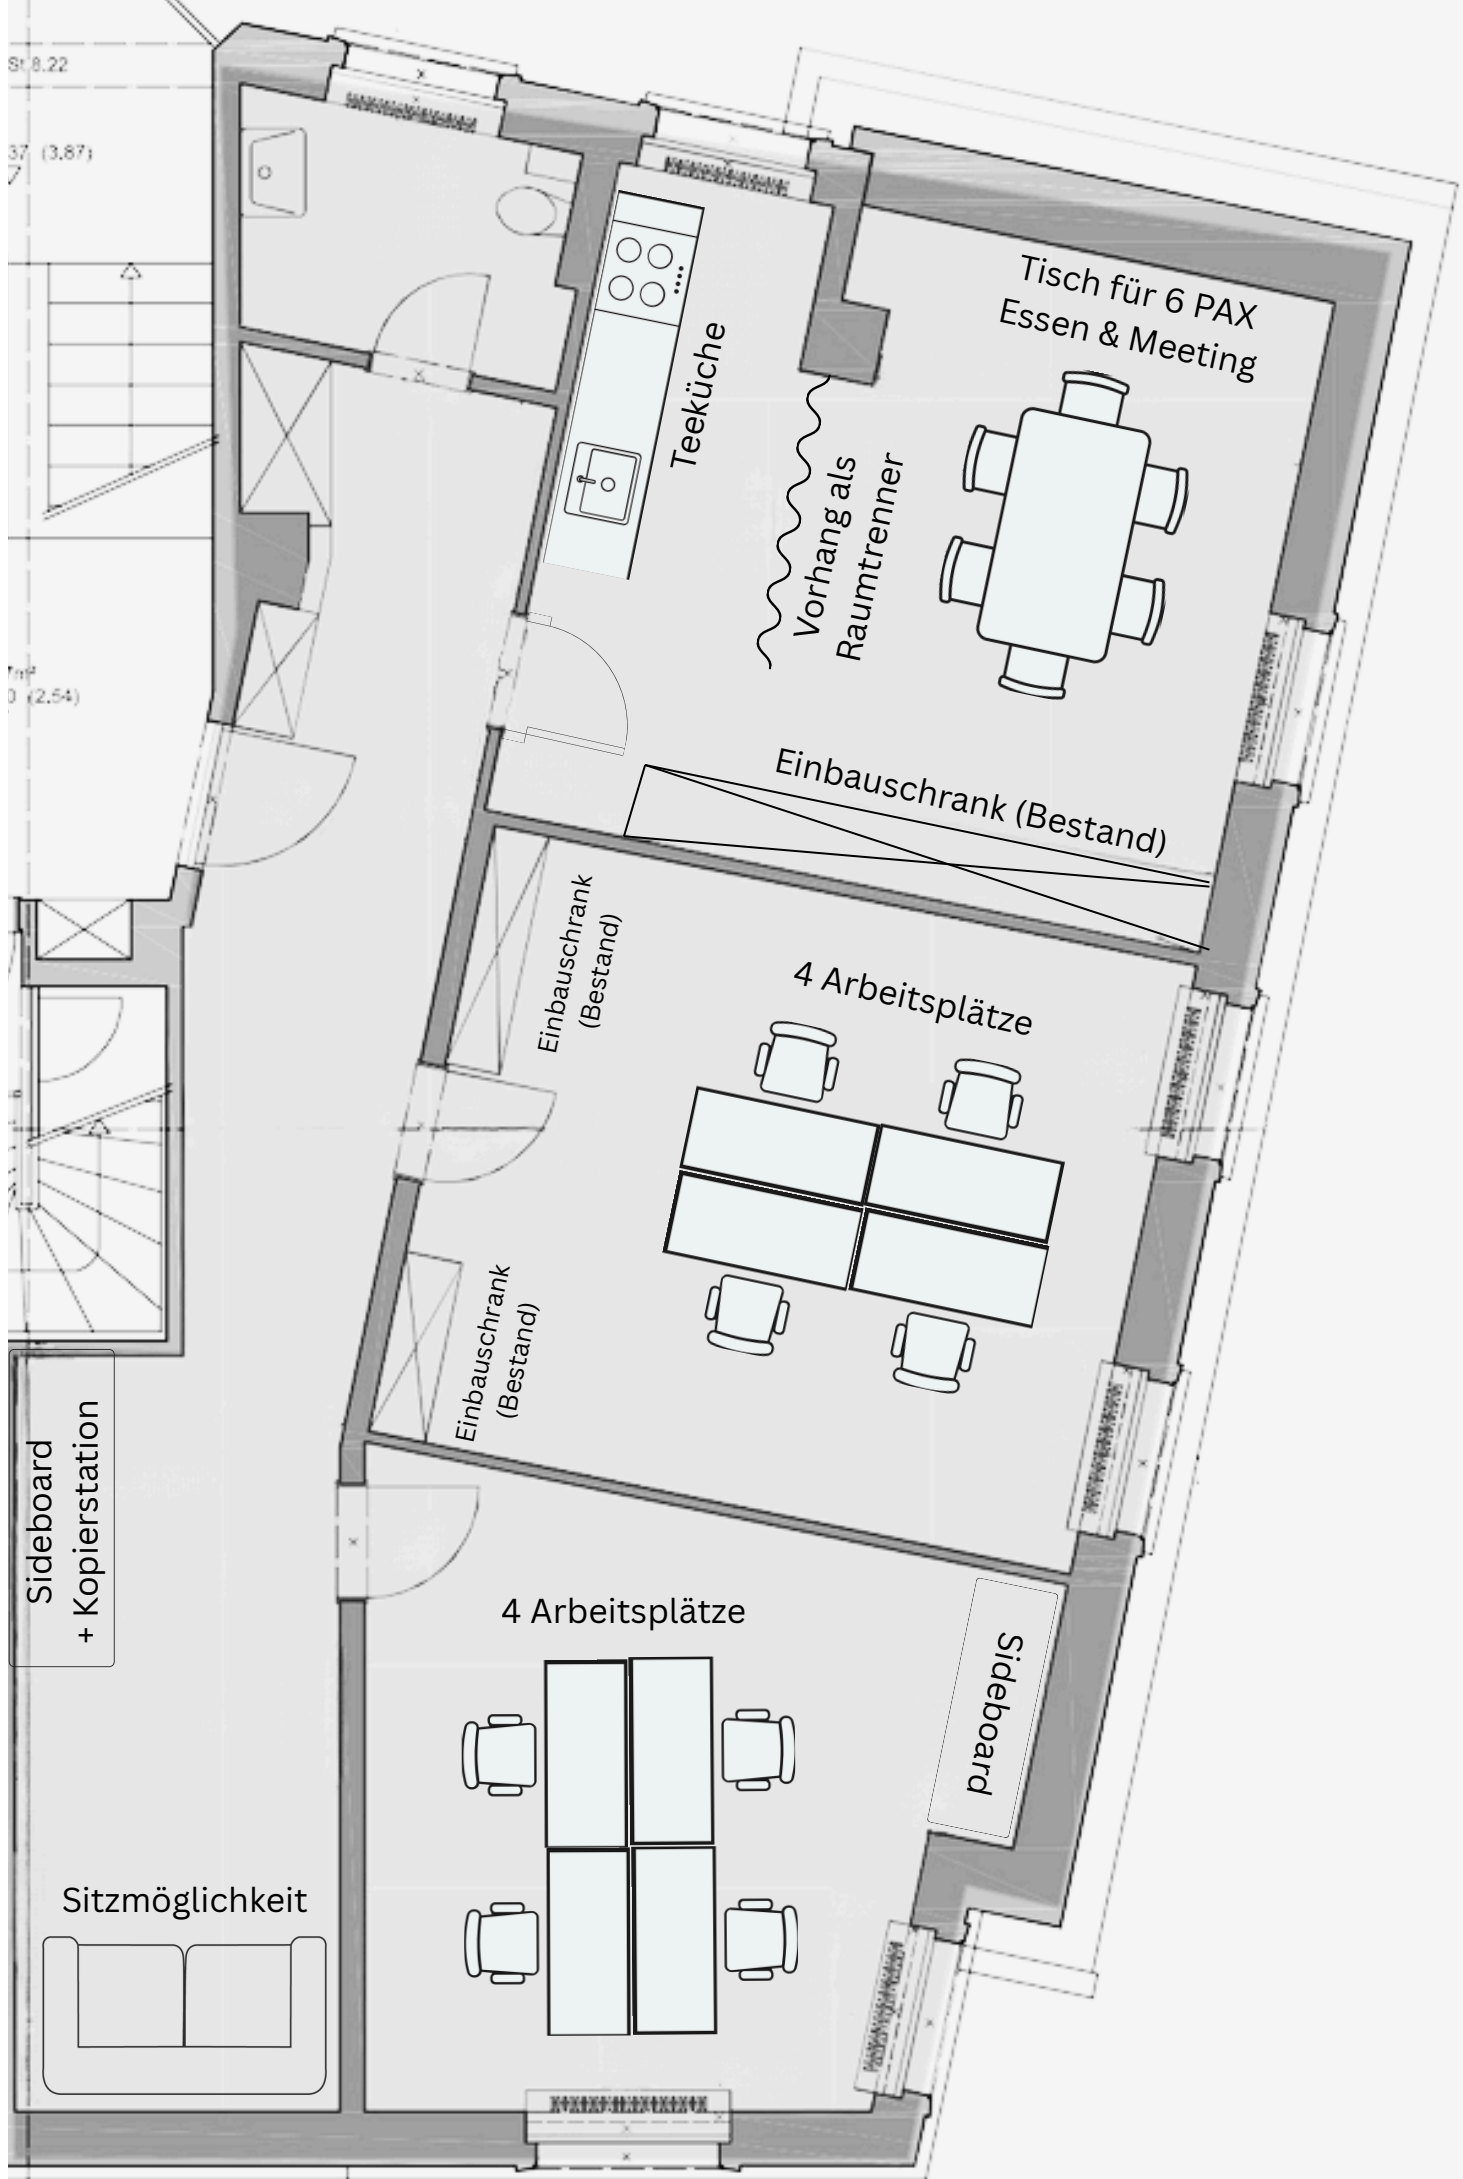 (3.87)
(2.54)
Tisch für 6 PAX
Essen & Meeting
Teeküche
Vorhang als
Raumtrenner
Einbauschrank (Bestand)
Einbauschrank
(Bestand)
4 Arbeitsplätze
Einbauschrank
(Bestand)
Sideboard
+ Kopierstation
4 Arbeitsplätze
Sideboard
Sitzmöglichkeit